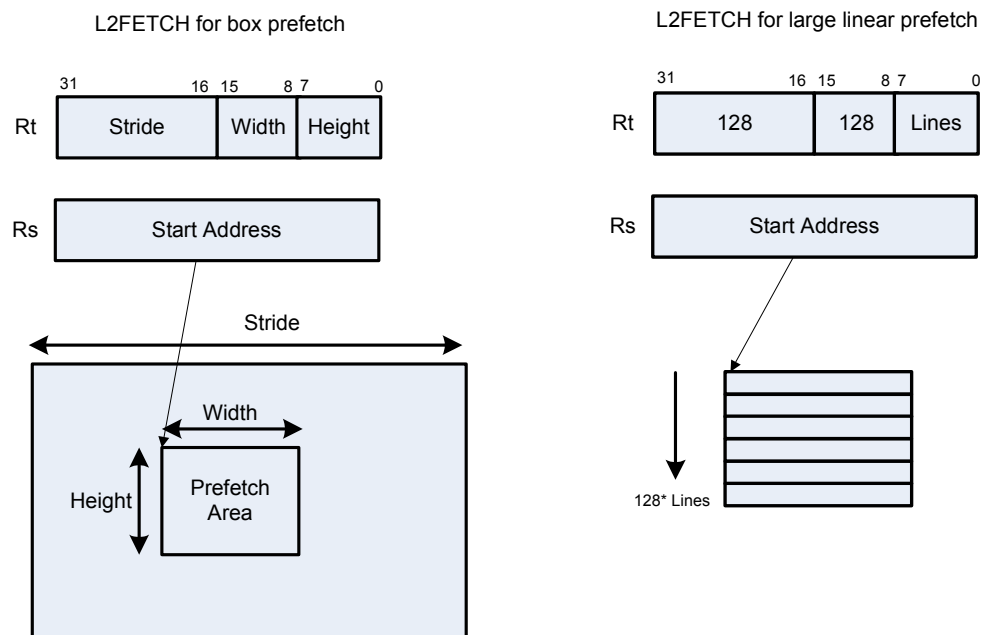 L2FETCH for box prefetch
31 16 15 8 7 0
Rt Stride Width Height
Rs Start Address
Stride
Width
Height
Prefetch
Area
L2FETCH for large linear prefetch
31 16 15 8 7 0
Rt 128 128 Lines
Rs Start Address
128* Lines